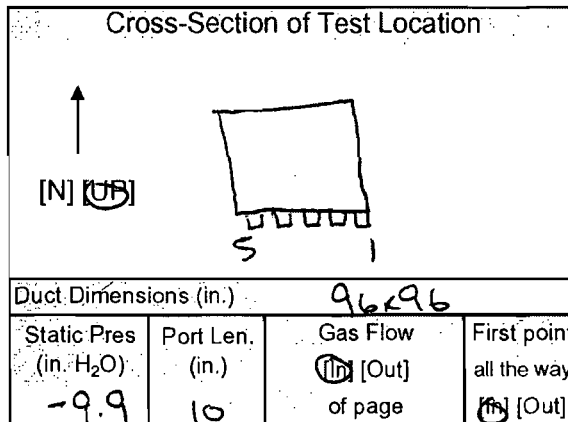 Cross-Section of Test Location
[N] [UP]
5 1
Duct Dimensions (in.) 96x96
Static Pres Port Len. Gas Flow First point
(in. H₂O) (in.) [In] [Out] all the way
-9.9 10 of page [In] [Out]